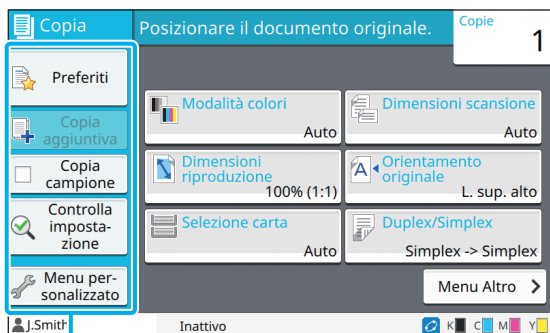 Copia
Posizionare il documento originale.
Copie
1
Preferiti
Copia
aggiuntiva
Copia
campione
Controlla
imposta-
zione
Menu per-
sonalizzato
Modalità colori
Auto
Dimensioni scansione
Auto
Dimensioni
riproduzione
100% (1:1)
Orientamento
originale
L. sup. alto
Selezione carta
Auto
Duplex/Simplex
Simplex -> Simplex
Menu Altro
J.Smith
Inattivo
K C M Y